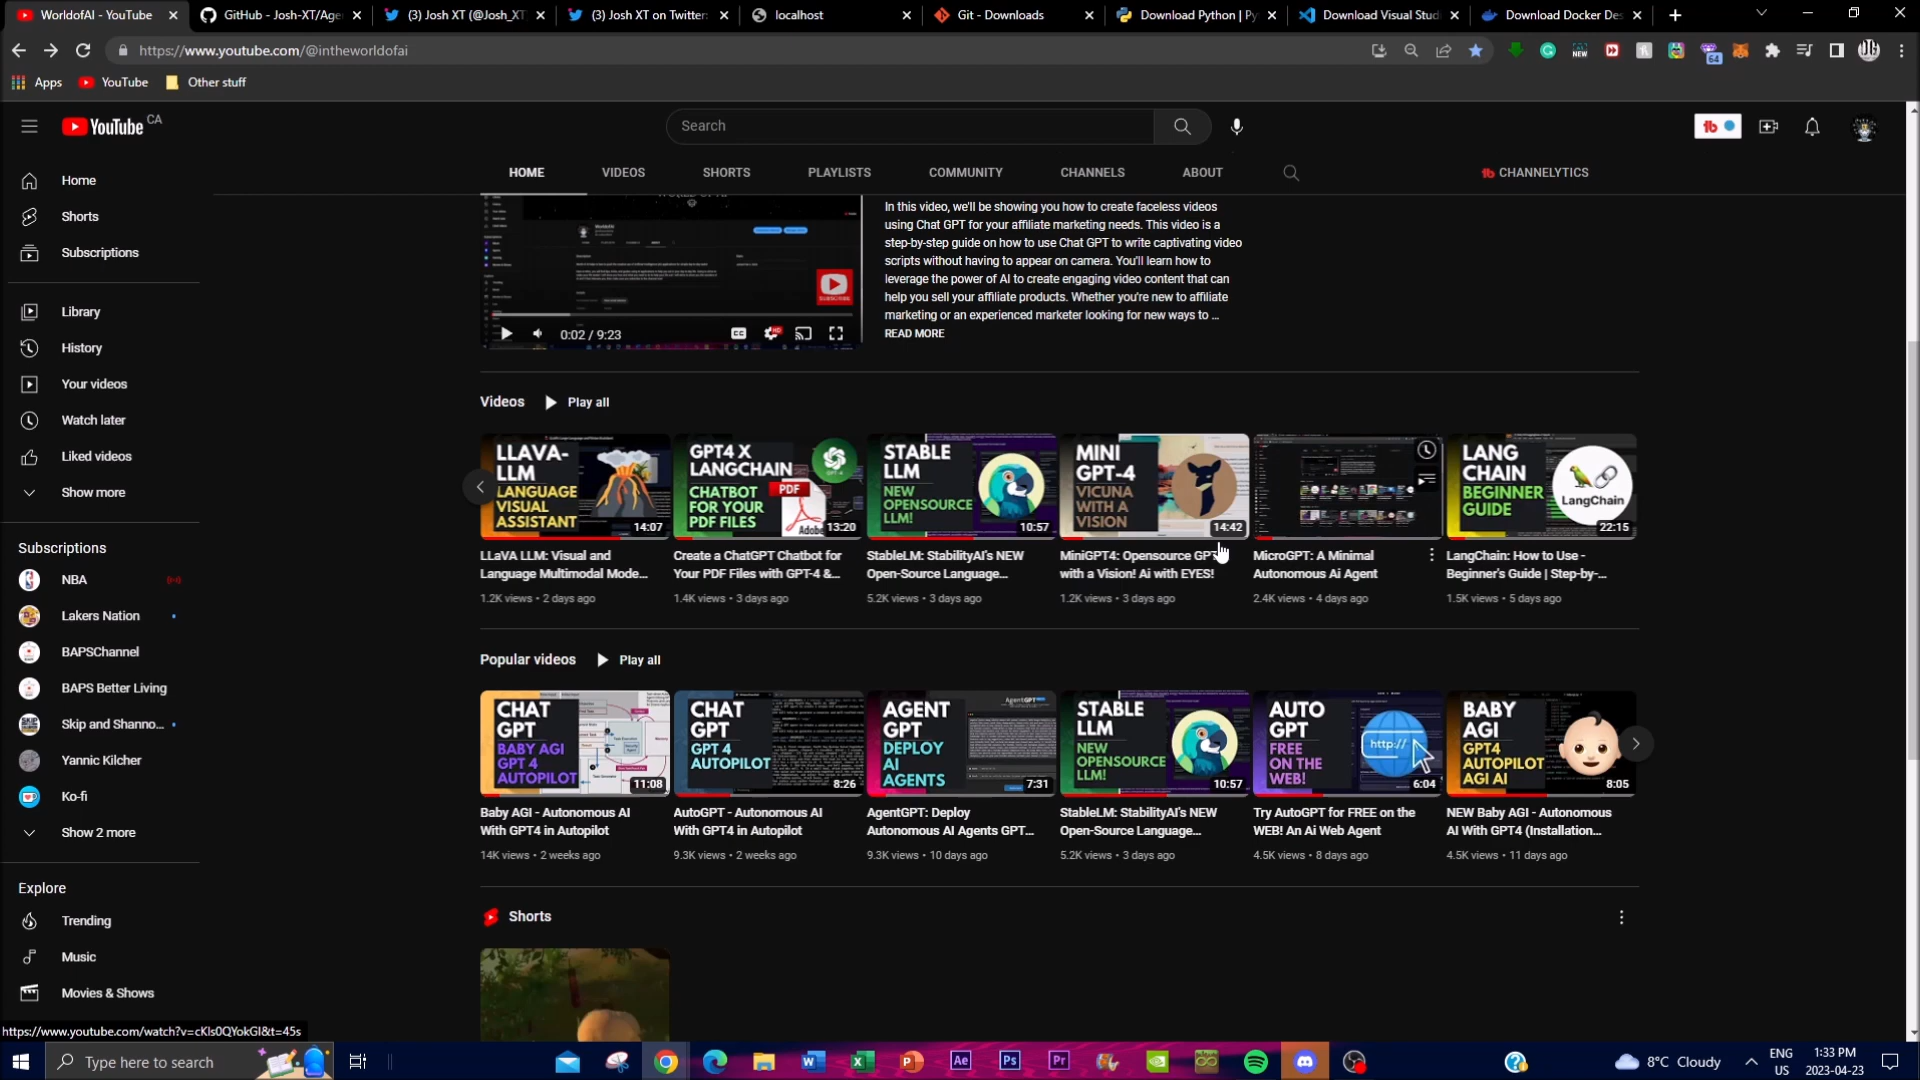 WorldofAI - YouTube
GitHub - Josh-XT/Age
(3) Josh XT (@Josh_XT
(3) Josh XT on Twitter
localhost
Git - Downloads
Download Python | Py
Download Visual Stud
Download Docker Des
https://www.youtube.com/@intheworldofai
NEW
64
Apps
YouTube
Other stuff
YouTube CA
Search
HOME
VIDEOS
SHORTS
PLAYLISTS
COMMUNITY
CHANNELS
ABOUT
CHANNELYTICS
Home
Shorts
Subscriptions
Library
History
Your videos
Watch later
Liked videos
Show more
Subscriptions
NBA
Lakers Nation
BAPSChannel
BAPS Better Living
Skip and Shanno...
Yannic Kilcher
Ko-fi
Show 2 more
Explore
Trending
Music
Movies & Shows
SUBSCRIBE
0:02 / 9:23
In this video, we'll be showing you how to create faceless videos
using Chat GPT for your affiliate marketing needs. This video is a
step-by-step guide on how to use Chat GPT to write captivating video
scripts without having to appear on camera. You'll learn how to
leverage the power of AI to create engaging video content that can
help you sell your affiliate products. Whether you're new to affiliate
marketing or an experienced marketer looking for new ways to ...
READ MORE
Videos
Play all
LLAVA-
LLM
LANGUAGE
VISUAL
ASSISTANT
14:07
LLaVA LLM: Visual and
Language Multimodal Mode...
1.2K views • 2 days ago
GPT4 X
LANGCHAIN
CHATBOT
FOR YOUR
PDF FILES
PDF
Adobe
13:20
Create a ChatGPT Chatbot for
Your PDF Files with GPT-4 &...
1.4K views • 3 days ago
STABLE
LLM
NEW
OPENSOURCE
LLM!
10:57
StableLM: StabilityAI's NEW
Open-Source Language...
5.2K views • 3 days ago
MINI
GPT-4
VICUNA
WITH A
VISION
14:42
MiniGPT4: Opensource GPT
with a Vision! Ai with EYES!
1.2K views • 3 days ago
MicroGPT: A Minimal
Autonomous Ai Agent
2.4K views • 4 days ago
LANG
CHAIN
BEGINNER
GUIDE
LangChain
22:15
LangChain: How to Use -
Beginner's Guide | Step-by-...
1.5K views • 5 days ago
Popular videos
Play all
CHAT
GPT
BABY AGI
GPT 4
AUTOPILOT
11:08
Baby AGI - Autonomous AI
With GPT4 in Autopilot
14K views • 2 weeks ago
CHAT
GPT
GPT 4
AUTOPILOT
8:26
AutoGPT - Autonomous AI
With GPT4 in Autopilot
9.3K views • 2 weeks ago
AGENT
GPT
DEPLOY
AI
AGENTS
AgentGPT
7:31
AgentGPT: Deploy
Autonomous AI Agents GPT...
9.3K views • 10 days ago
STABLE
LLM
NEW
OPENSOURCE
LLM!
10:57
StableLM: StabilityAI's NEW
Open-Source Language...
5.2K views • 3 days ago
AUTO
GPT
FREE
ON THE
WEB!
http://
6:04
Try AutoGPT for FREE on the
WEB! An Ai Web Agent
4.5K views • 8 days ago
BABY
AGI
GPT4
AUTOPILOT
AGI AI
8:05
NEW Baby AGI - Autonomous
AI With GPT4 (Installation...
4.5K views • 11 days ago
Shorts
https://www.youtube.com/watch?v=cKIs0QYokGI&t=45s
Type here to search
8°C Cloudy
ENG
US
1:33 PM
2023-04-23